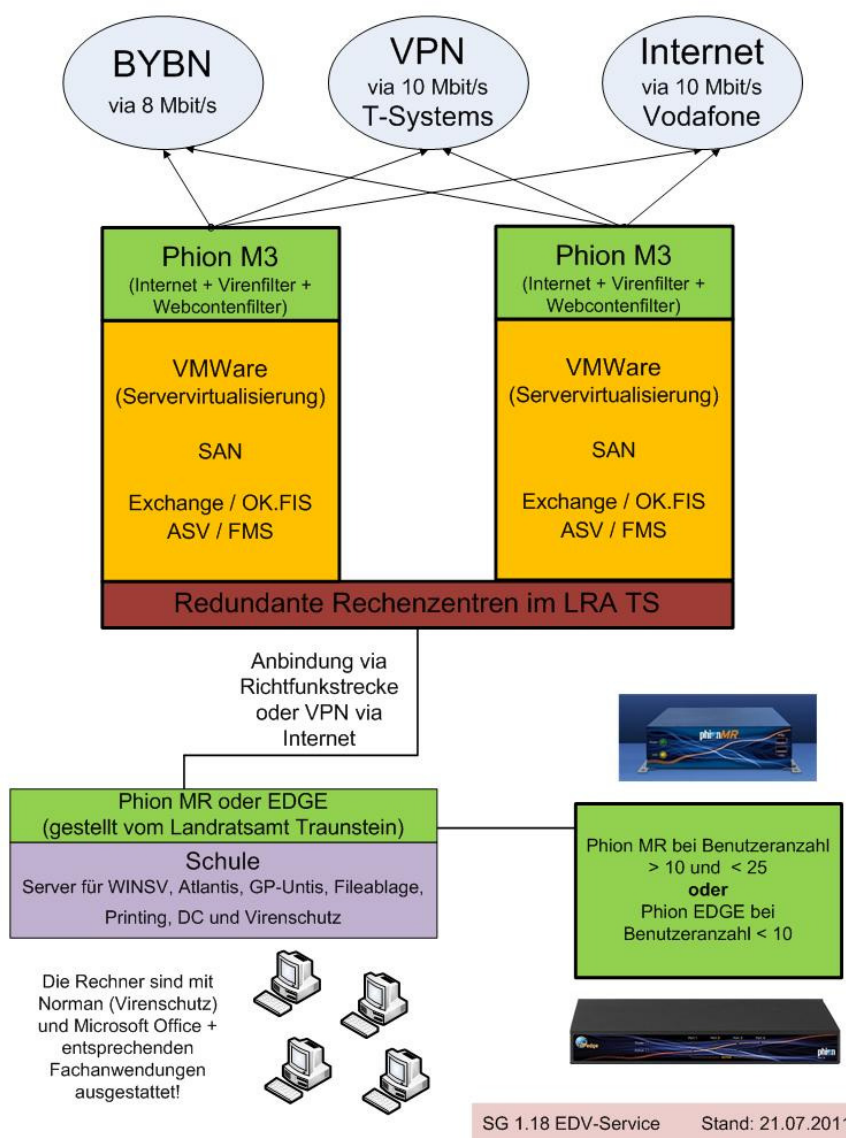 BYBN
via 8 Mbit/s
VPN
via 10 Mbit/s
T-Systems
Internet
via 10 Mbit/s
Vodafone
Phion M3
(Internet + Virenfilter +
Webcontenfilter)
VMWare
(Servervirtualisierung)
SAN
Exchange / OK.FIS
ASV / FMS
Phion M3
(Internet + Virenfilter +
Webcontenfilter)
VMWare
(Servervirtualisierung)
SAN
Exchange / OK.FIS
ASV / FMS
Redundante Rechenzentren im LRA TS
Anbindung via
Richtfunkstrecke
oder VPN via
Internet
phionMR
Phion MR oder EDGE
(gestellt vom Landratsamt Traunstein)
Schule
Server für WINSV, Atlantis, GP-Untis, Fileablage,
Printing, DC und Virenschutz
Phion MR bei Benutzeranzahl
> 10 und < 25
oder
Phion EDGE bei
Benutzeranzahl < 10
Die Rechner sind mit
Norman (Virenschutz)
und Microsoft Office +
entsprechenden
Fachanwendungen
ausgestattet!
phion
SG 1.18 EDV-Service Stand: 21.07.2011